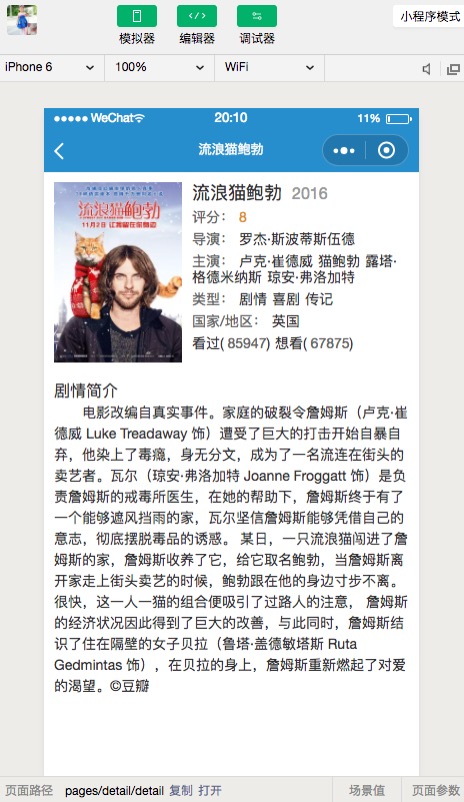 小程序模式
模拟器 编辑器 调试器
iPhone 6 100% WiFi
WeChat 20:10 11%
流浪猫鲍勃
流浪猫鲍勃
11月2日 让需留在你身边
流浪猫鲍勃 2016
评分： 8
导演： 罗杰·斯波蒂斯伍德
主演： 卢克·崔德威 猫鲍勃 露塔·
格德米纳斯 琼安·弗洛加特
类型： 剧情 喜剧 传记
国家/地区： 英国
看过( 85947) 想看( 67875)
剧情简介
电影改编自真实事件。家庭的破裂令詹姆斯（卢克·崔
德威 Luke Treadaway 饰）遭受了巨大的打击开始自暴自
弃，他染上了毒瘾，身无分文，成为了一名流连在街头的
卖艺者。瓦尔（琼安·弗洛加特 Joanne Froggatt 饰）是负
责詹姆斯的戒毒所医生，在她的帮助下，詹姆斯终于有了
一个能够遮风挡雨的家，瓦尔坚信詹姆斯能够凭借自己的
意志，彻底摆脱毒品的诱惑。 某日，一只流浪猫闯进了詹
姆斯的家，詹姆斯收养了它，给它取名鲍勃，当詹姆斯离
开家走上街头卖艺的时候，鲍勃跟在他的身边寸步不离。
很快，这一人一猫的组合便吸引了过路人的注意， 詹姆斯
的经济状况因此得到了巨大的改善，与此同时，詹姆斯结
识了住在隔壁的女子贝拉（鲁塔·盖德敏塔斯 Ruta
Gedmintas 饰），在贝拉的身上，詹姆斯重新燃起了对爱
的渴望。©豆瓣
页面路径 pages/detail/detail 复制 打开 场景值 页面参数